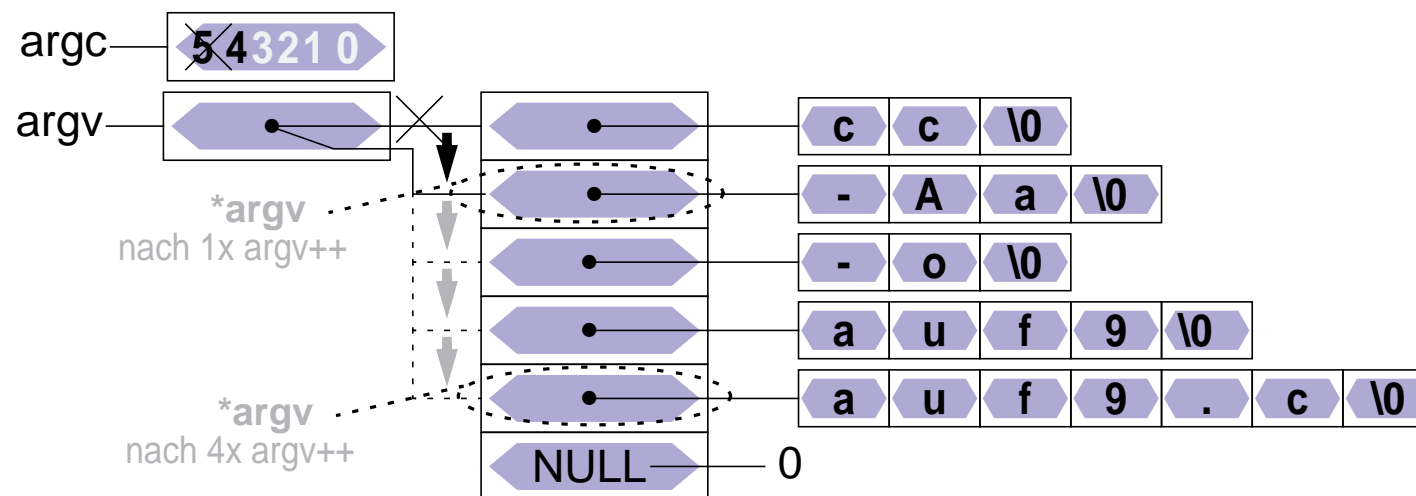 argc 5 4 3 2 1 0
argv c c \0
- A a \0
*argv
nach 1x argv++
- o \0
a u f 9 \0
a u f 9 . c \0
*argv
nach 4x argv++
NULL 0